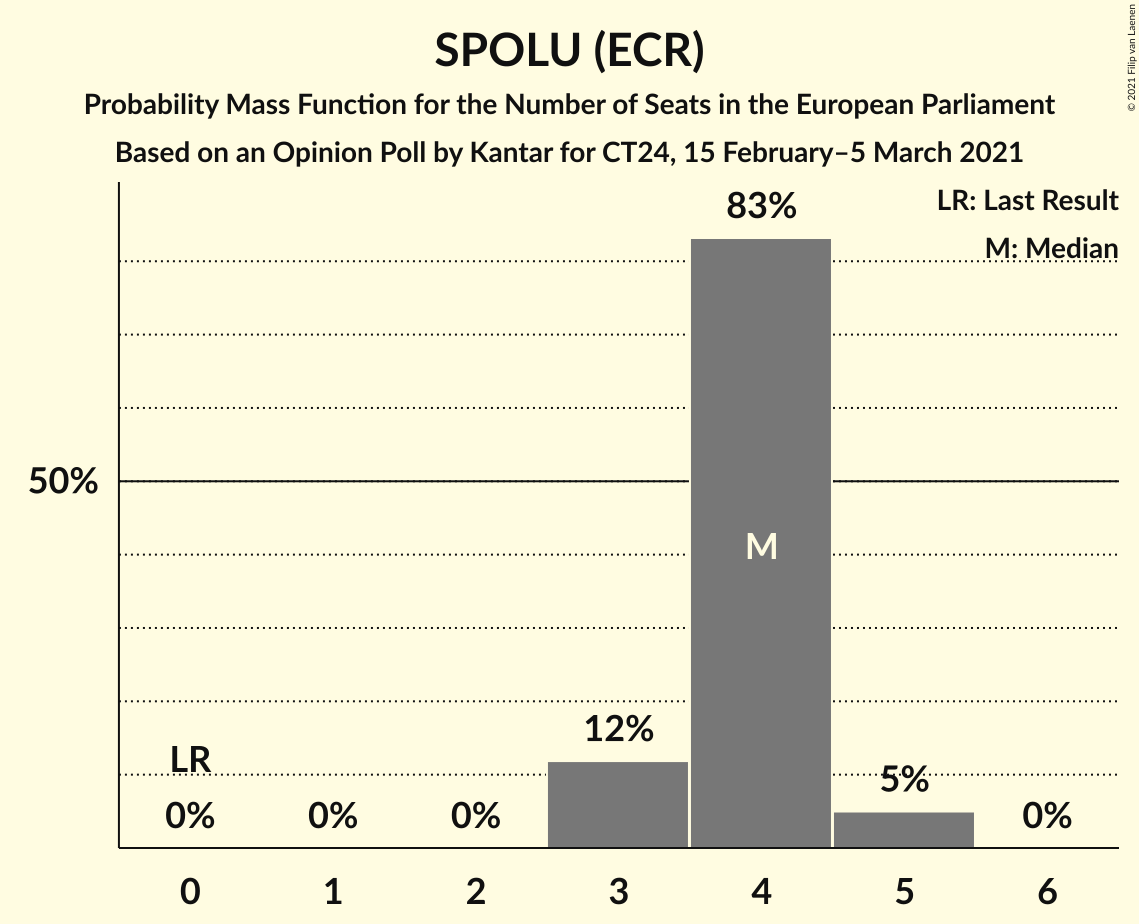 SPOLU (ECR)
Probability Mass Function for the Number of Seats in the European Parliament
Based on an Opinion Poll by Kantar for CT24, 15 February–5 March 2021
© 2021 Filip van Laenen
LR: Last Result
M: Median
83%
50%
M
12%
LR
5%
0% 0% 0% 0%
0 1 2 3 4 5 6